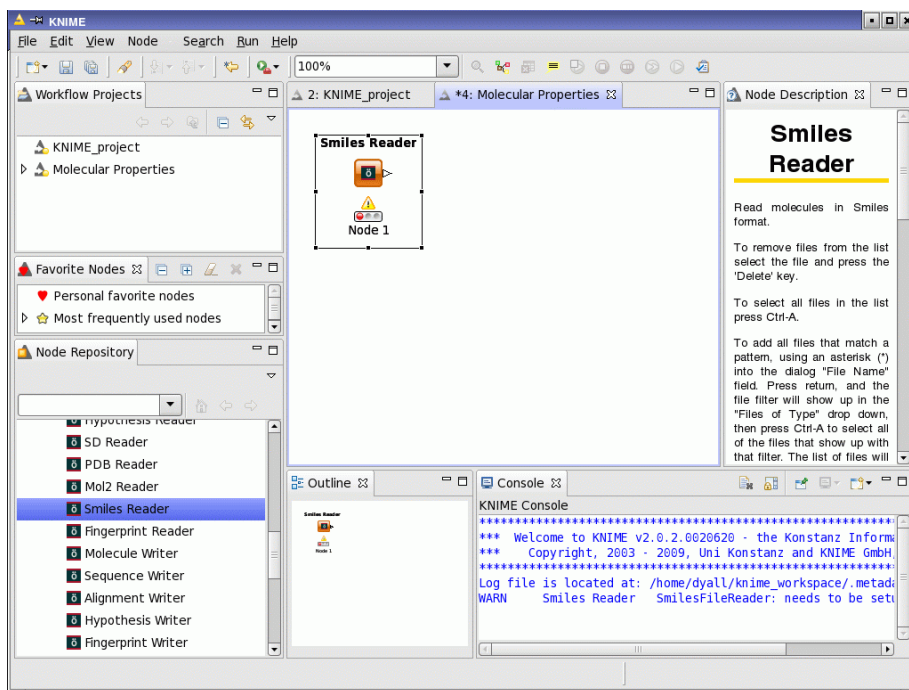 KNIME
File Edit View Node Search Run Help
100%
Workflow Projects
KNIME_project
Molecular Properties
Favorite Nodes
Personal favorite nodes
Most frequently used nodes
Node Repository
Hypothesis Reader
SD Reader
PDB Reader
Mol2 Reader
Smiles Reader
Fingerprint Reader
Molecule Writer
Sequence Writer
Alignment Writer
Hypothesis Writer
Fingerprint Writer
2: KNIME_project
*4: Molecular Properties
Smiles Reader
Node 1
Outline
Smiles Reader
Node 1
Console
KNIME Console
***********************************************************
*** Welcome to KNIME v2.0.2.0020620 - the Konstanz Informa
*** Copyright, 2003 - 2009, Uni Konstanz and KNIME GmbH,
***********************************************************
Log file is located at: /home/dyall/knime_workspace/.metada
WARN Smiles Reader SmilesFileReader: needs to be setu
Node Description
Smiles
Reader
Read molecules in Smiles
format.
To remove files from the list
select the file and press the
'Delete' key.
To select all files in the list
press Ctrl-A.
To add all files that match a
pattern, using an asterisk (*)
into the dialog "File Name"
field. Press return, and the
file filter will show up in the
"Files of Type" drop down,
then press Ctrl-A to select all
of the files that show up with
that filter. The list of files will